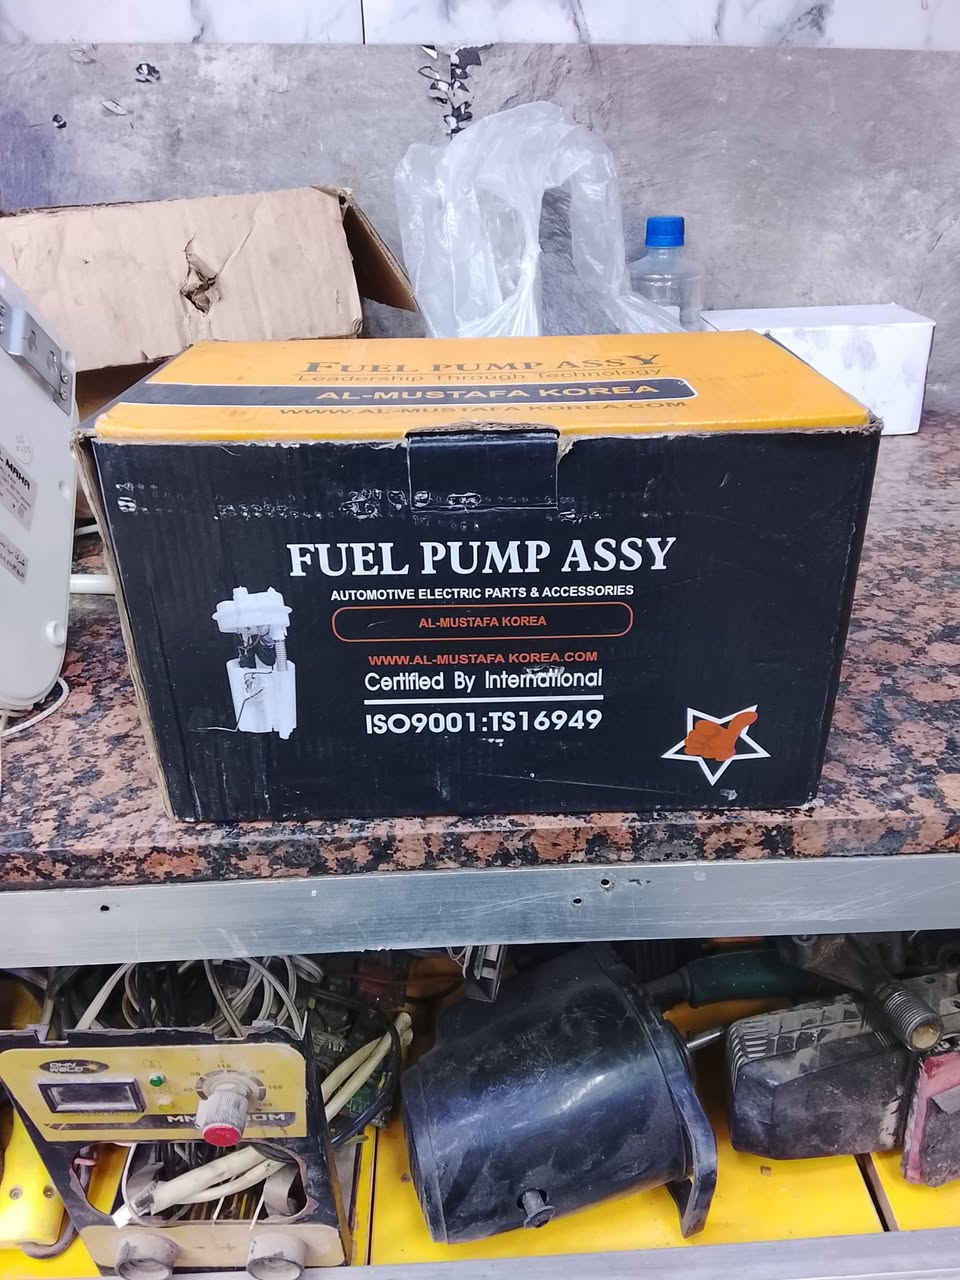 FUEL PUMP ASSY
Leadership Through Technology
AL-MUSTAFA KOREA
WWW.AL-MUSTAFA KOREA.COM
FUEL PUMP ASSY
AUTOMOTIVE ELECTRIC PARTS & ACCESSORIES
AL-MUSTAFA KOREA
WWW.AL-MUSTAFA KOREA.COM
Certified By International
ISO9001:TS16949